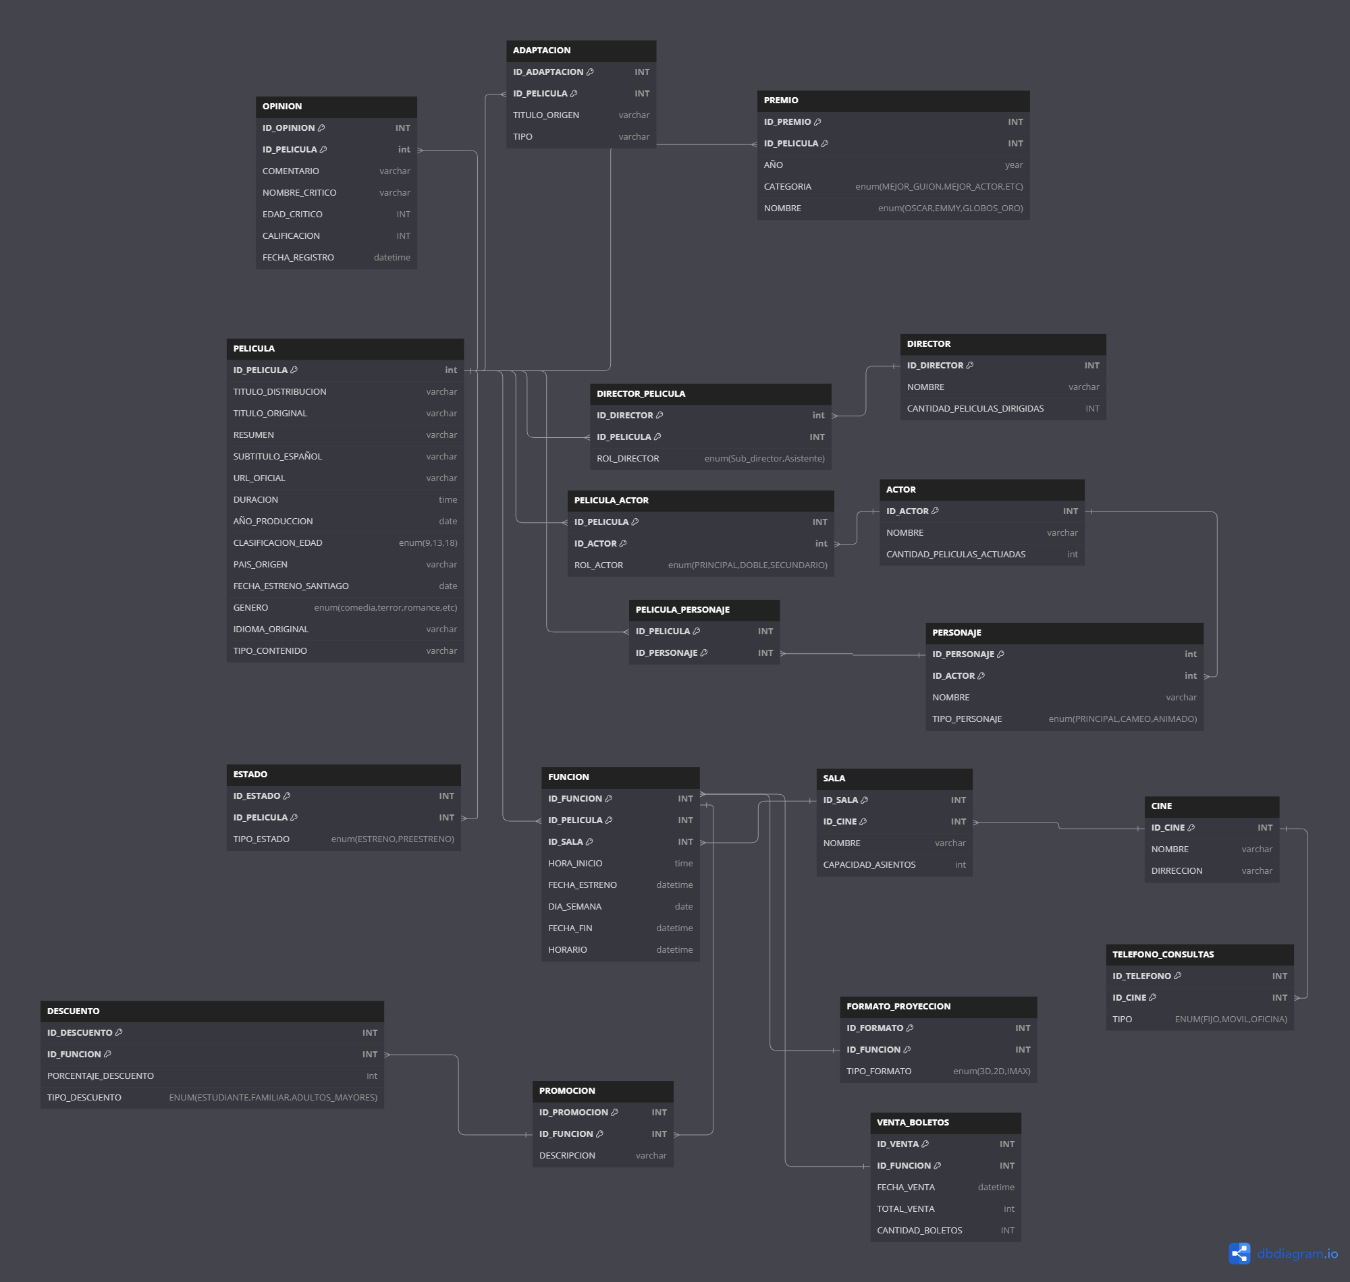 ADAPTACION
ID_ADAPTACION INT
ID_PELICULA INT
TITULO_ORIGEN varchar
TIPO varchar
OPINION
ID_OPINION INT
ID_PELICULA int
COMENTARIO varchar
NOMBRE_CRITICO varchar
EDAD_CRITICO INT
CALIFICACION INT
FECHA_REGISTRO datetime
PREMIO
ID_PREMIO INT
ID_PELICULA INT
AÑO year
CATEGORIA enum(MEJOR_GUION,MEJOR_ACTOR,ETC)
NOMBRE enum(OSCAR,EMMY,GLOBOS_ORO)
PELICULA
ID_PELICULA int
TITULO_DISTRIBUCION varchar
TITULO_ORIGINAL varchar
RESUMEN varchar
SUBTITULO_ESPAÑOL varchar
URL_OFICIAL varchar
DURACION time
AÑO_PRODUCCION date
CLASIFICACION_EDAD enum(9,13,18)
PAIS_ORIGEN varchar
FECHA_ESTRENO_SANTIAGO date
GENERO enum(comedia,terror,romance,etc)
IDIOMA_ORIGINAL varchar
TIPO_CONTENIDO varchar
DIRECTOR
ID_DIRECTOR INT
NOMBRE varchar
CANTIDAD_PELICULAS_DIRIGIDAS INT
DIRECTOR_PELICULA
ID_DIRECTOR int
ID_PELICULA INT
ROL_DIRECTOR enum(Sub_director,Asistente)
PELICULA_ACTOR
ID_PELICULA INT
ID_ACTOR int
ROL_ACTOR enum(PRINCIPAL,DOBLE,SECUNDARIO)
ACTOR
ID_ACTOR INT
NOMBRE varchar
CANTIDAD_PELICULAS_ACTUADAS int
PELICULA_PERSONAJE
ID_PELICULA INT
ID_PERSONAJE INT
PERSONAJE
ID_PERSONAJE int
ID_ACTOR int
NOMBRE varchar
TIPO_PERSONAJE enum(PRINCIPAL,CAMEO,ANIMADO)
ESTADO
ID_ESTADO INT
ID_PELICULA INT
TIPO_ESTADO enum(ESTRENO,PREESTRENO)
FUNCION
ID_FUNCION INT
ID_PELICULA INT
ID_SALA INT
HORA_INICIO time
FECHA_ESTRENO datetime
DIA_SEMANA date
FECHA_FIN datetime
HORARIO datetime
SALA
ID_SALA INT
ID_CINE INT
NOMBRE varchar
CAPACIDAD_ASIENTOS int
CINE
ID_CINE INT
NOMBRE varchar
DIRRECCION varchar
TELEFONO_CONSULTAS
ID_TELEFONO INT
ID_CINE INT
TIPO ENUM(FIJO,MOVIL,OFICINA)
DESCUENTO
ID_DESCUENTO INT
ID_FUNCION INT
PORCENTAJE_DESCUENTO int
TIPO_DESCUENTO ENUM(ESTUDIANTE,FAMILIAR,ADULTOS_MAYORES)
FORMATO_PROYECCION
ID_FORMATO INT
ID_FUNCION INT
TIPO_FORMATO enum(3D,2D,IMAX)
PROMOCION
ID_PROMOCION INT
ID_FUNCION INT
DESCRIPCION varchar
VENTA_BOLETOS
ID_VENTA INT
ID_FUNCION INT
FECHA_VENTA datetime
TOTAL_VENTA int
CANTIDAD_BOLETOS INT
dbdiagram.io